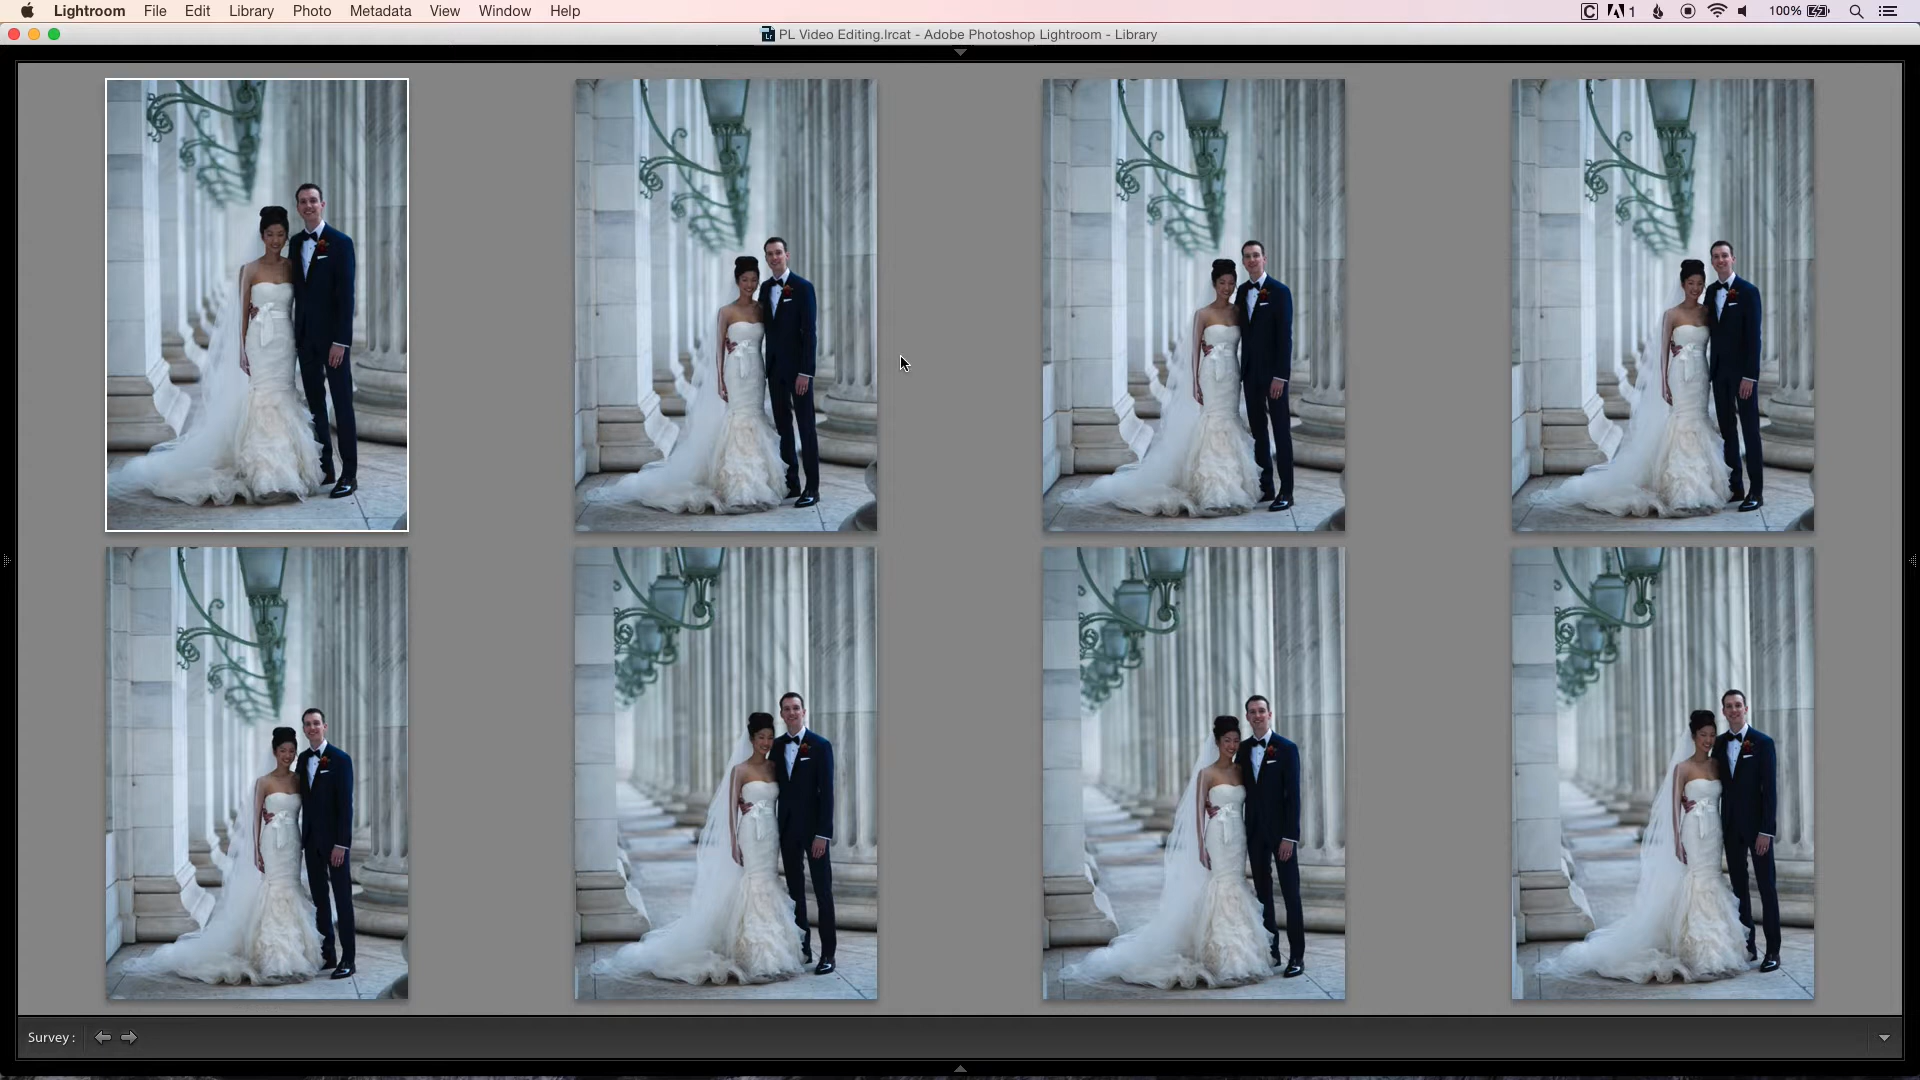 Lightroom File Edit Library Photo Metadata View Window Help 1 100%
PL Video Editing.lrcat - Adobe Photoshop Lightroom - Library
Survey :